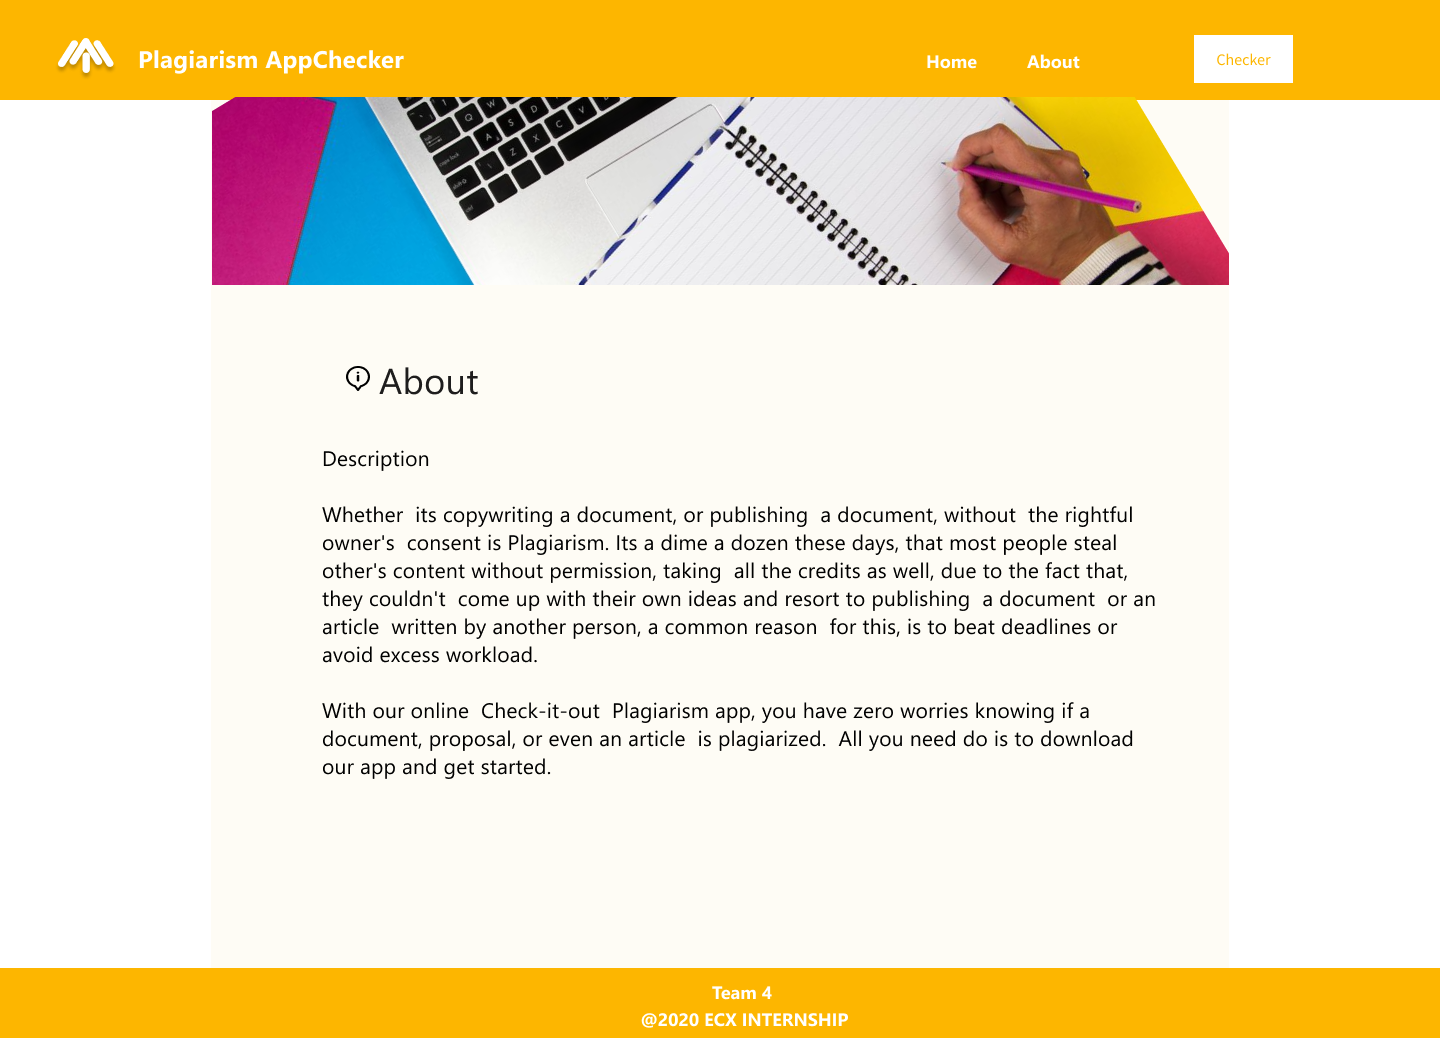 Plagiarism AppChecker
Home
About
Checker
About
Description
Whether  its copywriting a document, or publishing  a document, without  the rightful
owner's  consent is Plagiarism. Its a dime a dozen these days, that most people steal
other's content without permission, taking  all the credits as well, due to the fact that,
they couldn't  come up with their own ideas and resort to publishing  a document  or an
article  written by another person, a common reason  for this, is to beat deadlines or
avoid excess workload.
With our online  Check-it-out  Plagiarism app, you have zero worries knowing if a
document, proposal, or even an article  is plagiarized.  All you need do is to download
our app and get started.
Team 4
@2020 ECX INTERNSHIP